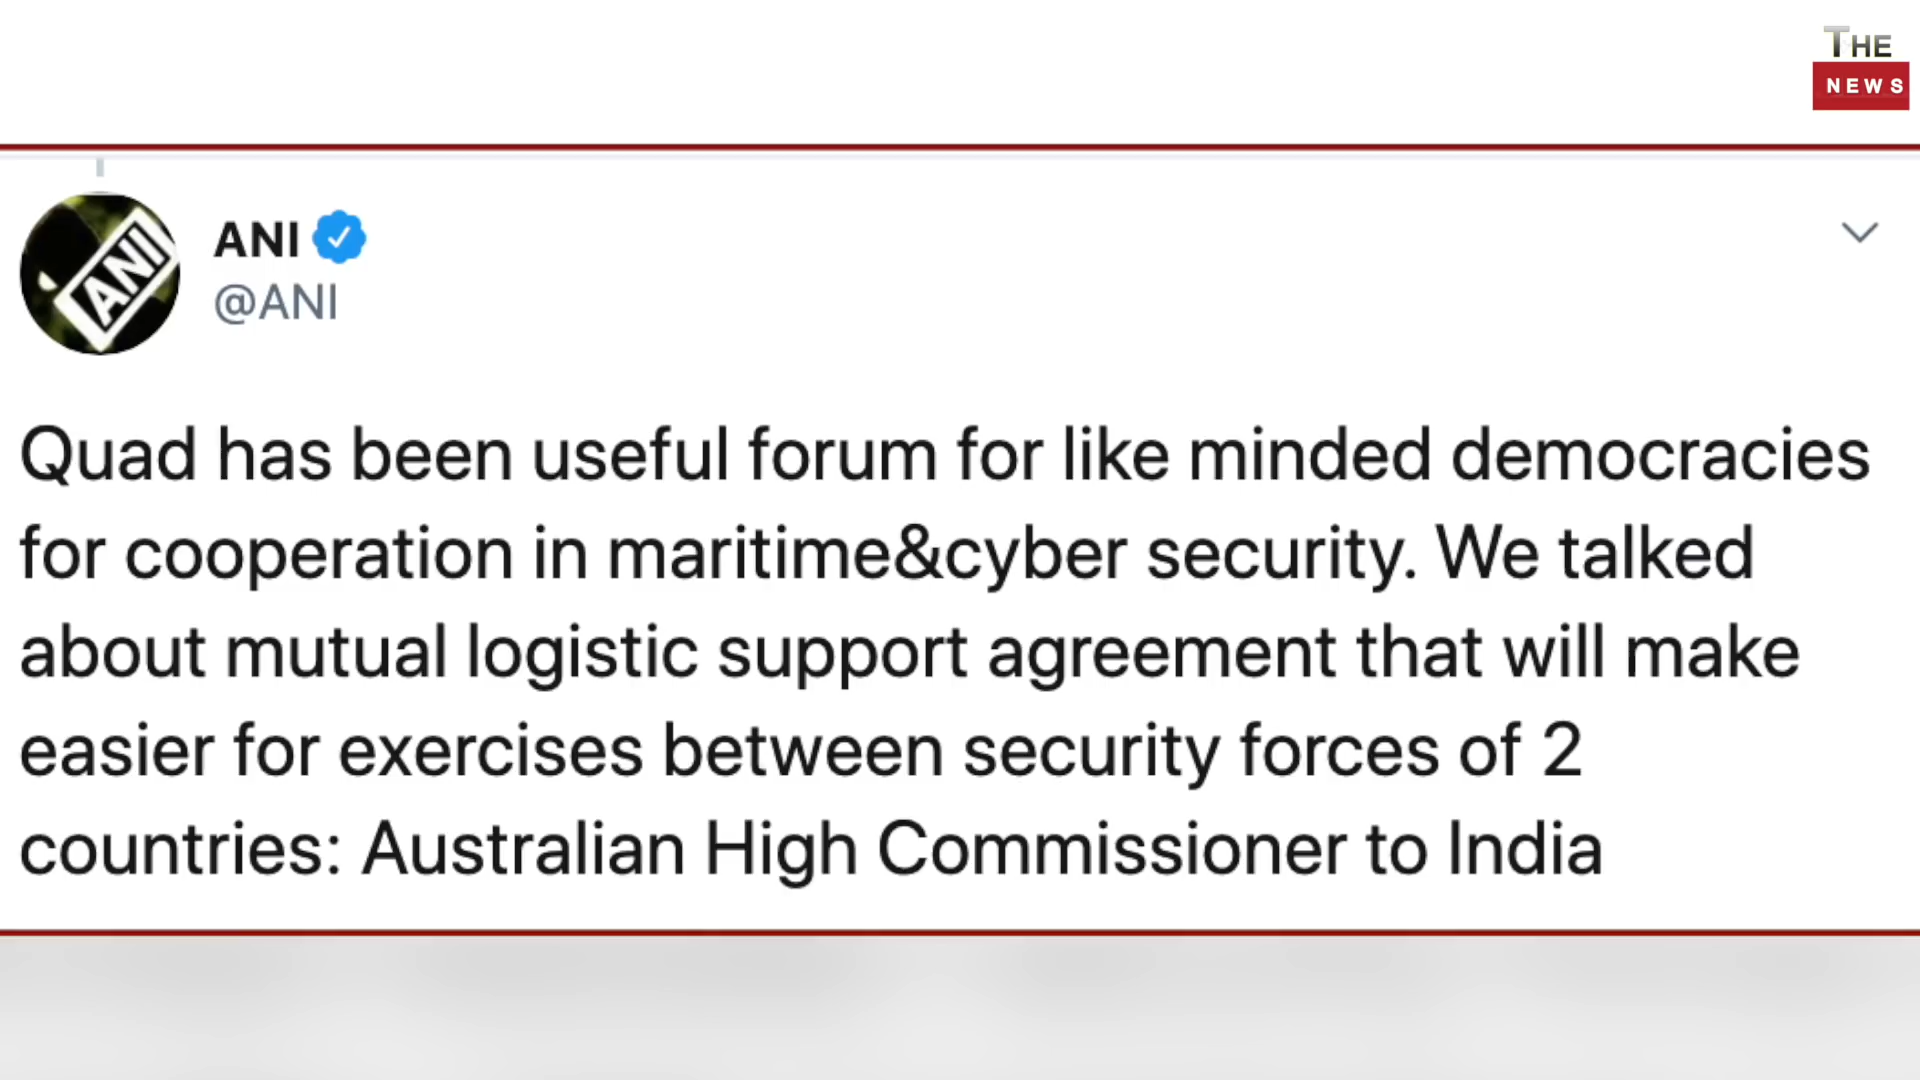 THE
NEWS
ANI
ANI
@ANI
Quad has been useful forum for like minded democracies
for cooperation in maritime&cyber security. We talked
about mutual logistic support agreement that will make
easier for exercises between security forces of 2
countries: Australian High Commissioner to India